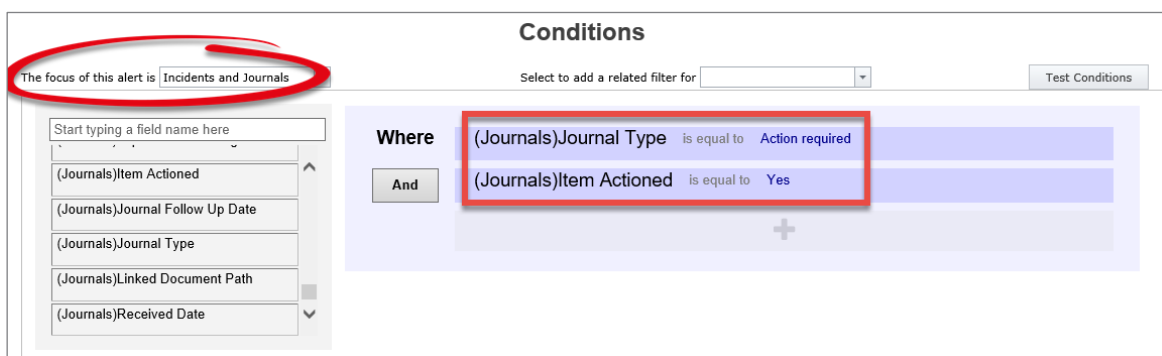 Conditions
The focus of this alert is Incidents and Journals
Select to add a related filter for
Test Conditions
Start typing a field name here
(Journals)Item Actioned
(Journals)Journal Follow Up Date
(Journals)Journal Type
(Journals)Linked Document Path
(Journals)Received Date
Where (Journals)Journal Type is equal to Action required
And (Journals)Item Actioned is equal to Yes